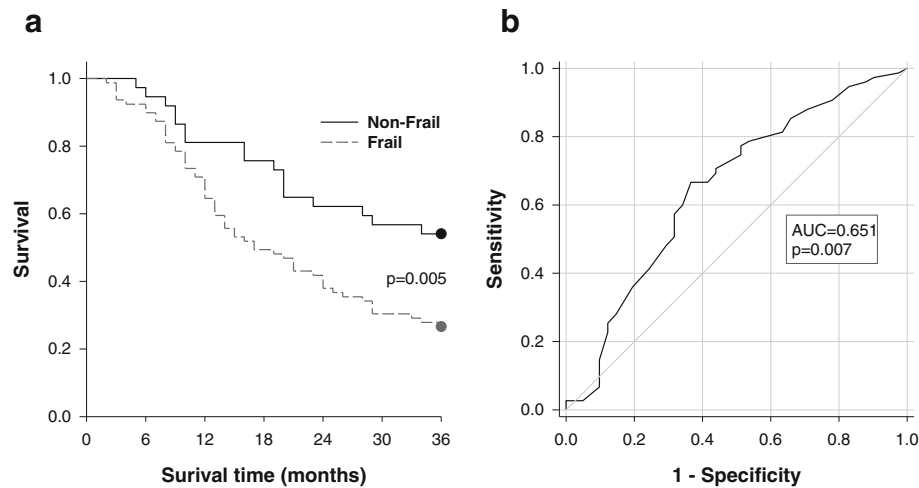 a
1.0
0.8
0.6
0.4
0.2
0.0
Survival
Non-Frail
Frail
p=0.005
0 6 12 18 24 30 36
Surival time (months)
b
1.0
0.8
0.6
0.4
0.2
0.0
Sensitivity
AUC=0.651
p=0.007
0.0 0.2 0.4 0.6 0.8 1.0
1 - Specificity